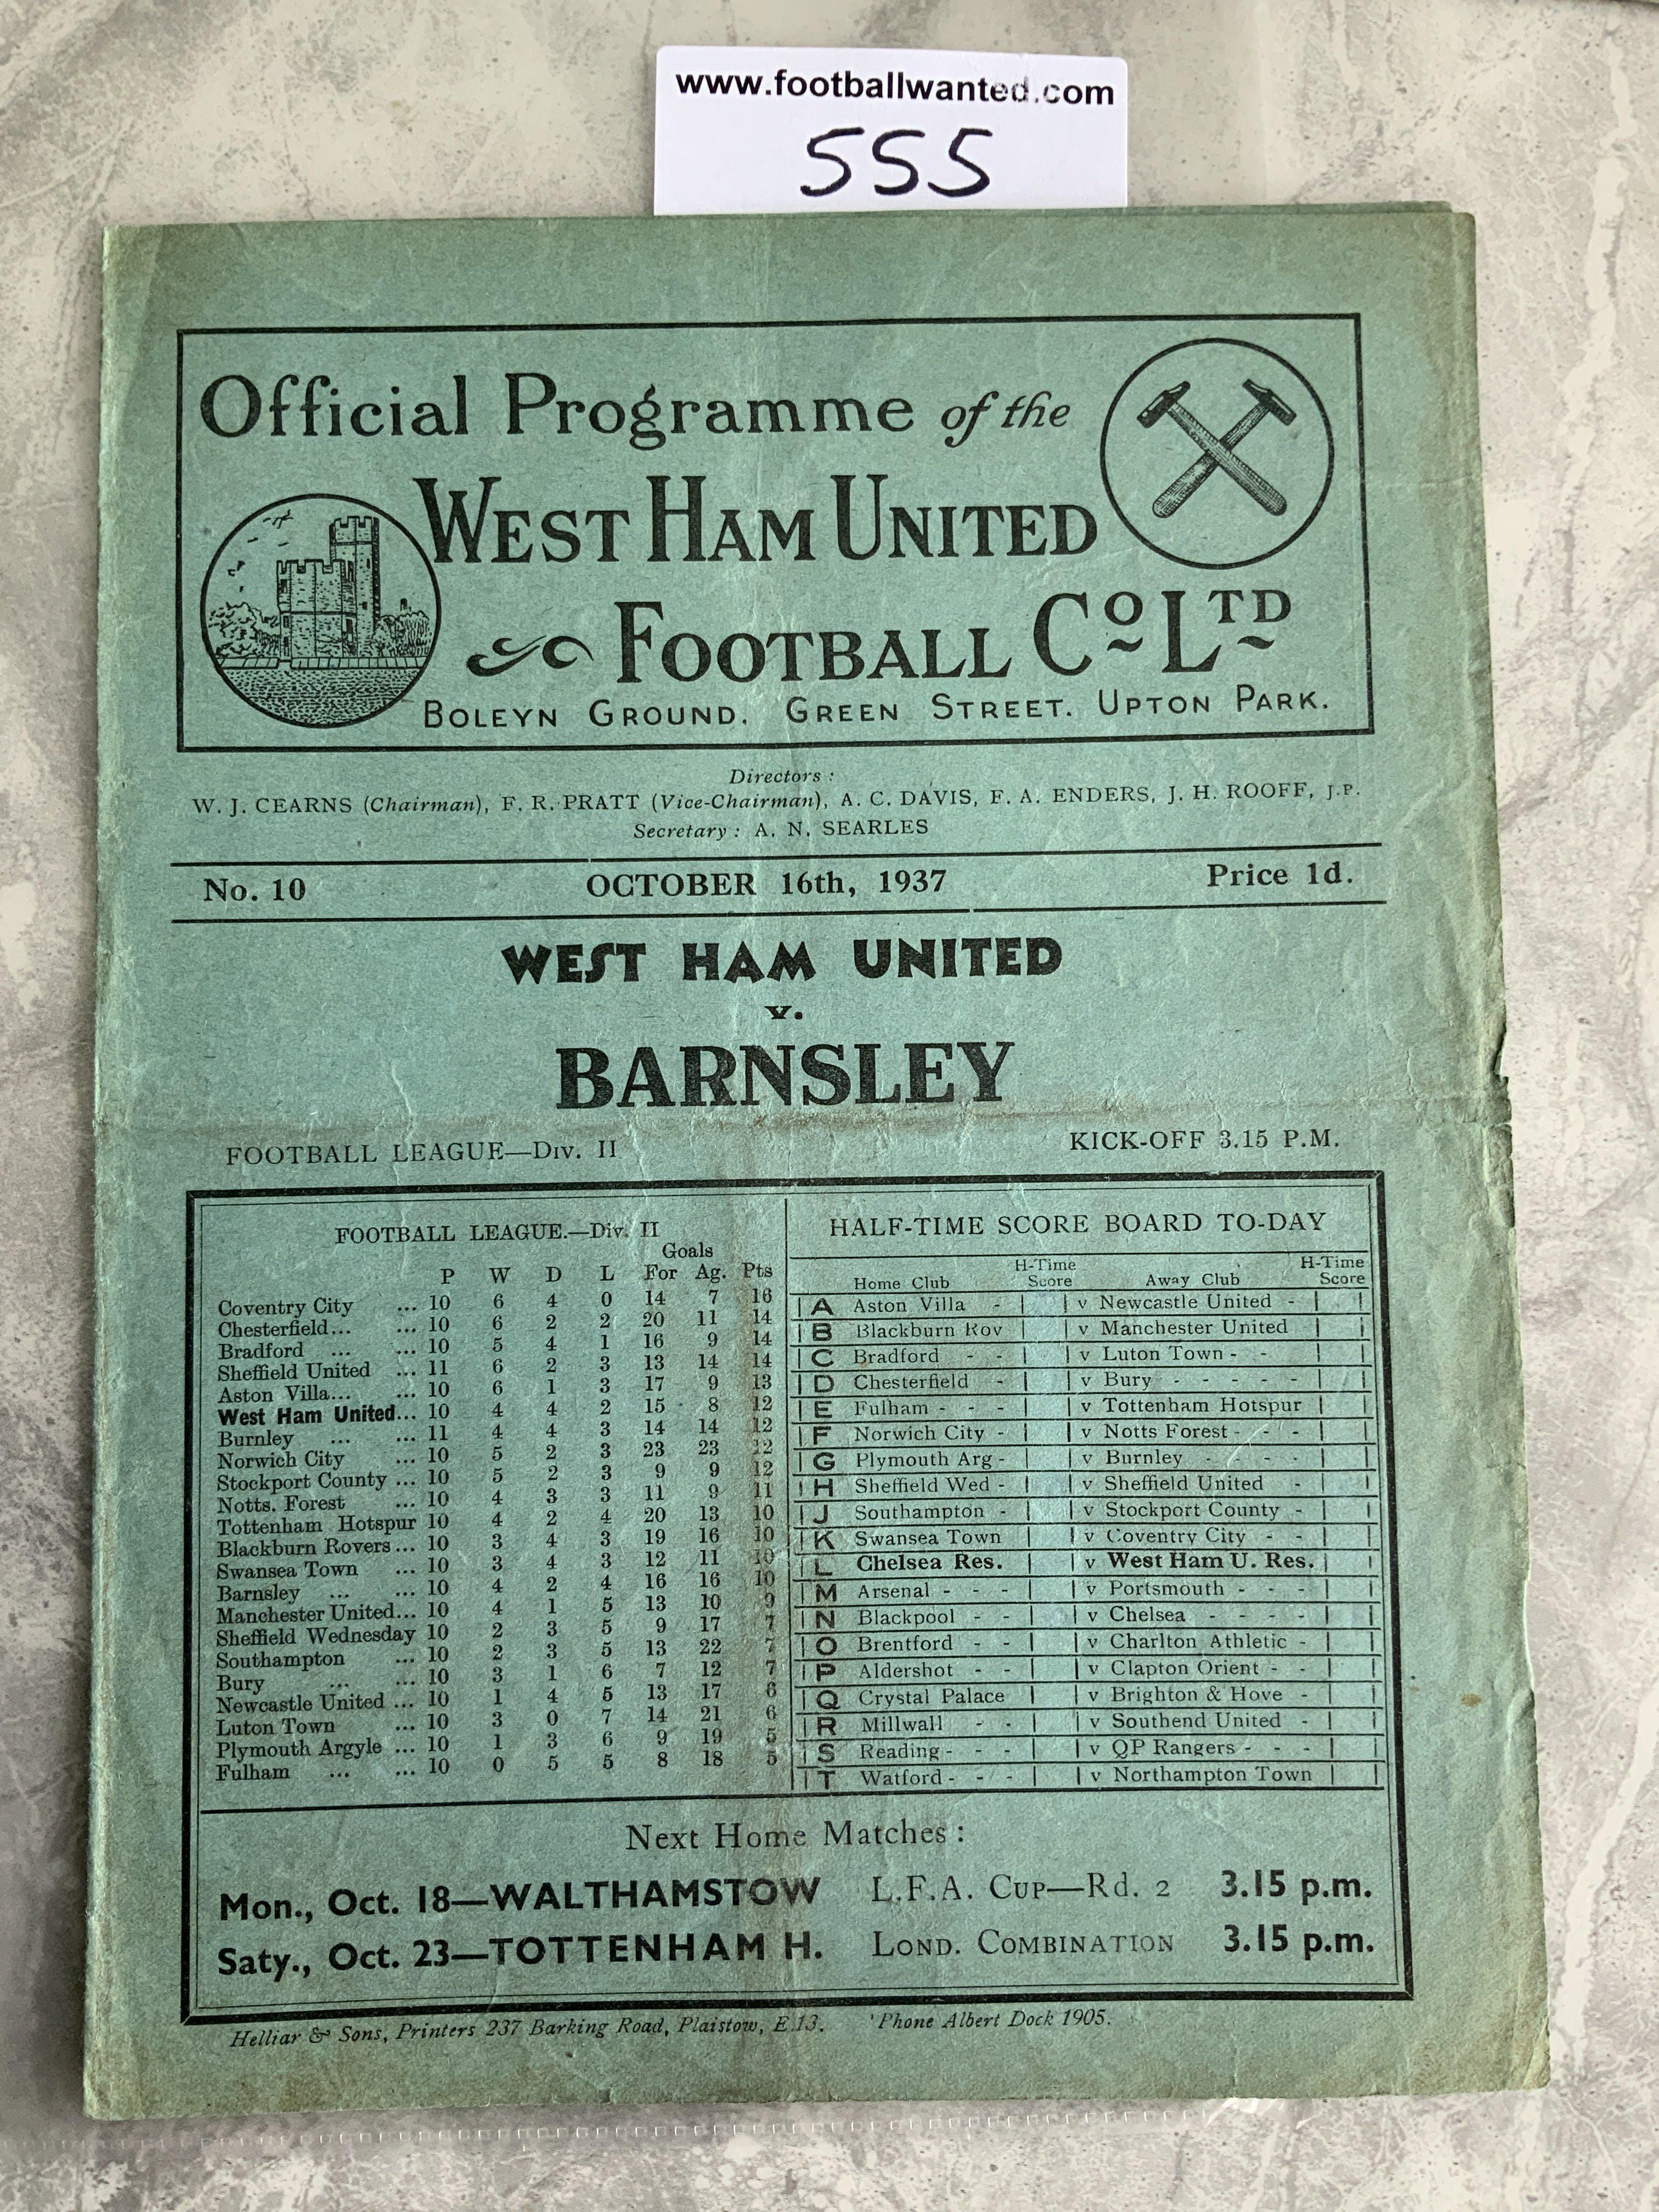 www.footballwanted.com
555
Official Programme of the
WEST HAM UNITED
FOOTBALL Co LTD
BOLEYN GROUND, GREEN STREET. UPTON PARK.
Directors :
W. J. CEARNS (Chairman), F. R. PRATT (Vice-Chairman), A. C. DAVIS, F. A. ENDERS, J. H. ROOFF, J.P.
Secretary : A. N. SEARLES
No. 10 OCTOBER 16th, 1937 Price 1d.
WEST HAM UNITED
v.
BARNSLEY
FOOTBALL LEAGUE—Div. II KICK-OFF 3.15 P.M.
FOOTBALL LEAGUE.—Div. II
Goals
P W D L For Ag. Pts
Coventry City ... 10 6 4 0 14 7 16
Chesterfield... ... 10 6 2 2 20 11 14
Bradford ... ... 10 5 4 1 16 9 14
Sheffield United ... 11 6 2 3 13 14 14
Aston Villa... ... 10 6 1 3 17 9 13
West Ham United... 10 4 4 2 15 8 12
Burnley ... ... 11 4 4 3 14 14 12
Norwich City ... 10 5 2 3 23 23 12
Stockport County ... 10 5 2 3 9 9 12
Notts. Forest ... 10 4 3 3 11 9 11
Tottenham Hotspur 10 4 2 4 20 13 10
Blackburn Rovers... 10 3 4 3 19 16 10
Swansea Town ... 10 3 4 3 12 11 10
Barnsley ... ... 10 4 2 4 16 16 10
Manchester United... 10 4 1 5 13 10 9
Sheffield Wednesday 10 2 3 5 9 17 7
Southampton ... 10 2 3 5 13 22 7
Bury ... ... 10 3 1 6 7 12 7
Newcastle United ... 10 1 4 5 13 17 6
Luton Town ... 10 3 0 7 14 21 6
Plymouth Argyle ... 10 1 3 6 9 19 5
Fulham ... ... 10 0 5 5 8 18 5
HALF-TIME SCORE BOARD TO-DAY
Home Club H-Time Score Away Club H-Time Score
A Aston Villa - v Newcastle United -
B Blackburn Rov v Manchester United
C Bradford - - v Luton Town - -
D Chesterfield - v Bury - - - - -
E Fulham - - - v Tottenham Hotspur
F Norwich City - v Notts Forest - - -
G Plymouth Arg - v Burnley - - - -
H Sheffield Wed - v Sheffield United -
J Southampton - v Stockport County -
K Swansea Town v Coventry City - -
L Chelsea Res. v West Ham U. Res.
M Arsenal - - - v Portsmouth - - -
N Blackpool - - v Chelsea - - - -
O Brentford - - v Charlton Athletic -
P Aldershot - - v Clapton Orient - -
Q Crystal Palace v Brighton & Hove -
R Millwall - - v Southend United -
S Reading - - - v QP Rangers - - -
T Watford - - - v Northampton Town
Next Home Matches :
Mon., Oct. 18—WALTHAMSTOW L.F.A. CUP—RD. 2 3.15 p.m.
Saty., Oct. 23—TOTTENHAM H. LOND. COMBINATION 3.15 p.m.
Helliar & Sons, Printers 237 Barking Road, Plaistow, E.13. 'Phone Albert Dock 1905.